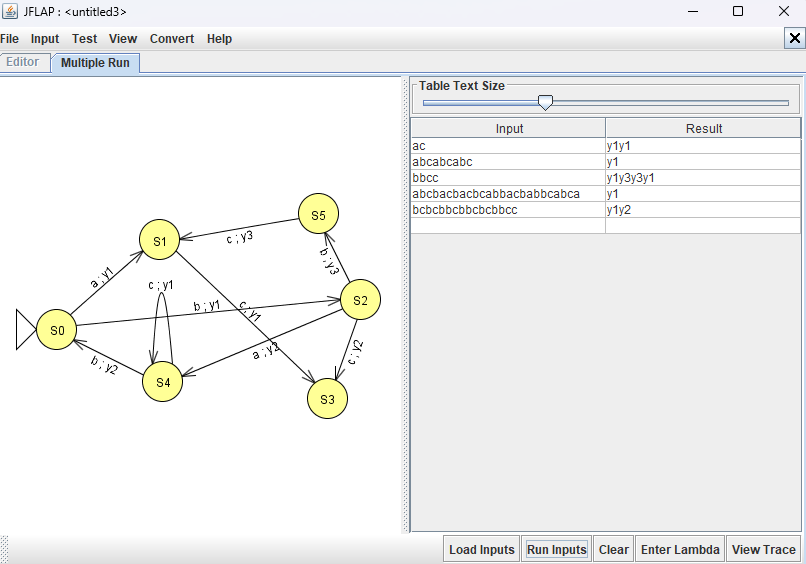 JFLAP : <untitled3>
File Input Test View Convert Help
Editor Multiple Run
Table Text Size
Input Result
ac y1y1
abcabcabc y1
bbcc y1y3y3y1
abcbacbacbcabbacbabbcabca y1
bcbcbbcbbcbcbbcc y1y2
S5
S1
c ; y3
b ; y3
a ; y1
c ; y1
S2
b ; y1
c ; y1
S0
a ; y2
c ; y2
b ; y2
S4
S3
Load Inputs Run Inputs Clear Enter Lambda View Trace